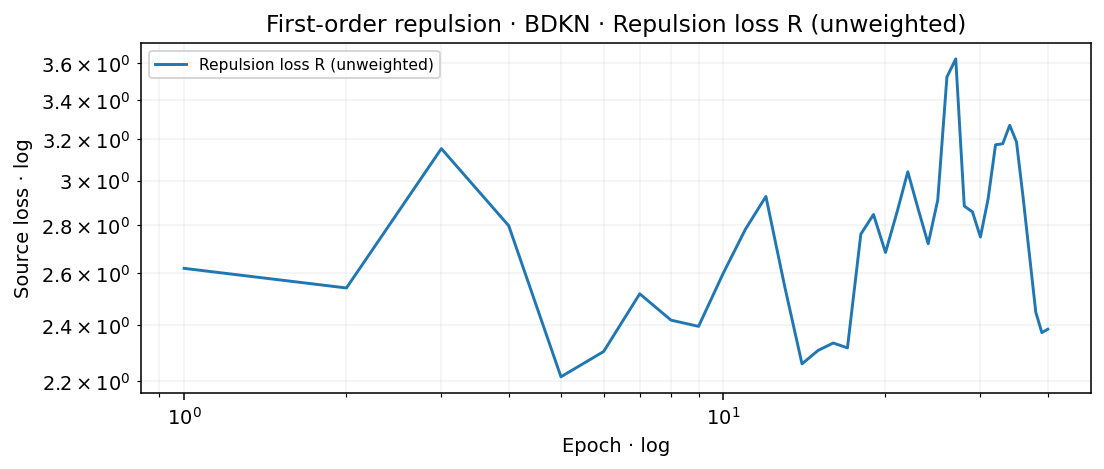 First-order repulsion · BDKN · Repulsion loss R (unweighted)
Repulsion loss R (unweighted)
3.6 × 10⁰
3.4 × 10⁰
3.2 × 10⁰
3 × 10⁰
2.8 × 10⁰
2.6 × 10⁰
2.4 × 10⁰
2.2 × 10⁰
Source loss · log
10⁰
10¹
Epoch · log